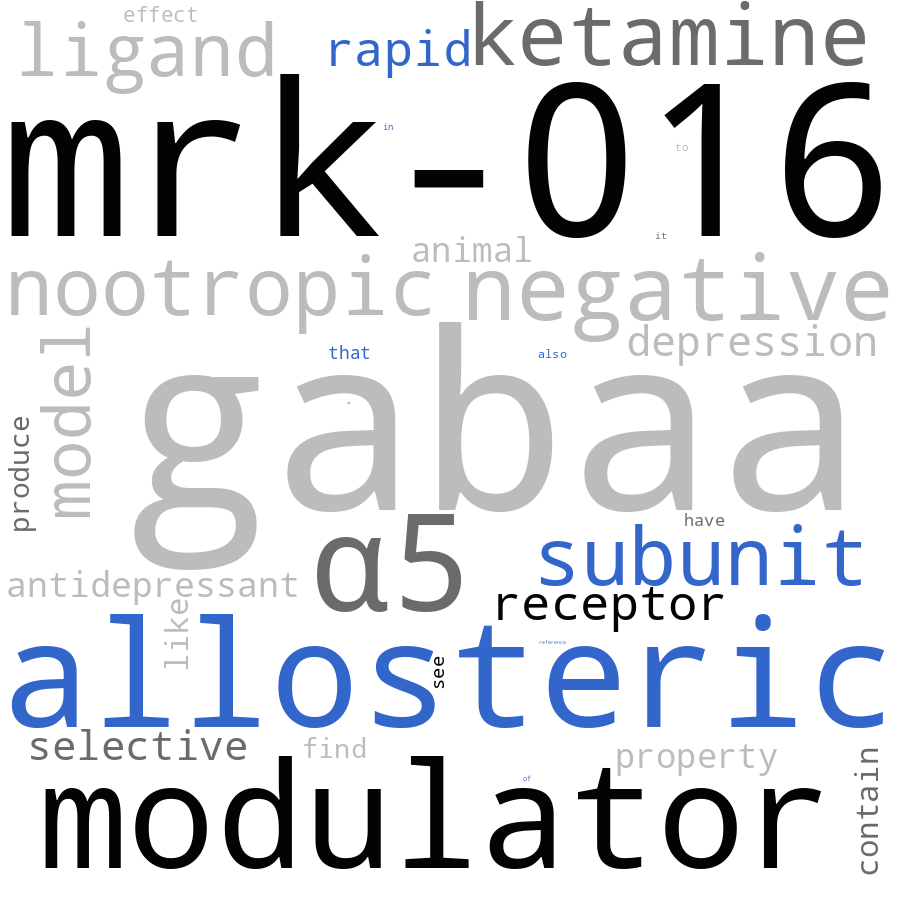 effect
ligand
rapid
ketamine
mrk-016
in
to
it
animal
nootropic
negative
model
that
also
depression
gabaa
produce
α5
have
subunit
antidepressant
receptor
like
allosteric
see
reference
selective
find
property
contain
of
modulator